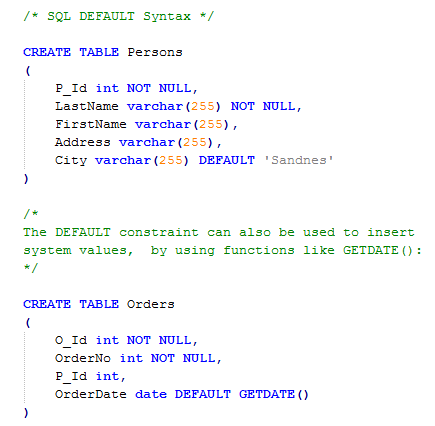 /* SQL DEFAULT Syntax */
CREATE TABLE Persons
(
P_Id int NOT NULL,
LastName varchar(255) NOT NULL,
FirstName varchar(255),
Address varchar(255),
City varchar(255) DEFAULT 'Sandnes'
)
/*
The DEFAULT constraint can also be used to insert
system values,  by using functions like GETDATE():
*/
CREATE TABLE Orders
(
O_Id int NOT NULL,
OrderNo int NOT NULL,
P_Id int,
OrderDate date DEFAULT GETDATE()
)